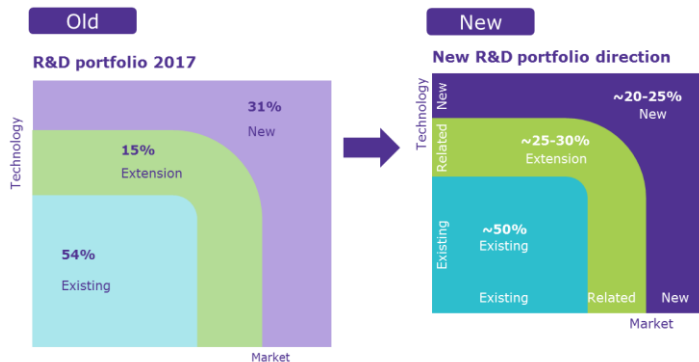 Old
R&D portfolio 2017
Technology
31%
New
15%
Extension
54%
Existing
Market
New
New R&D portfolio direction
Technology
New
Related
Existing
~20-25%
New
~25-30%
Extension
~50%
Existing
Existing
Related
New
Market